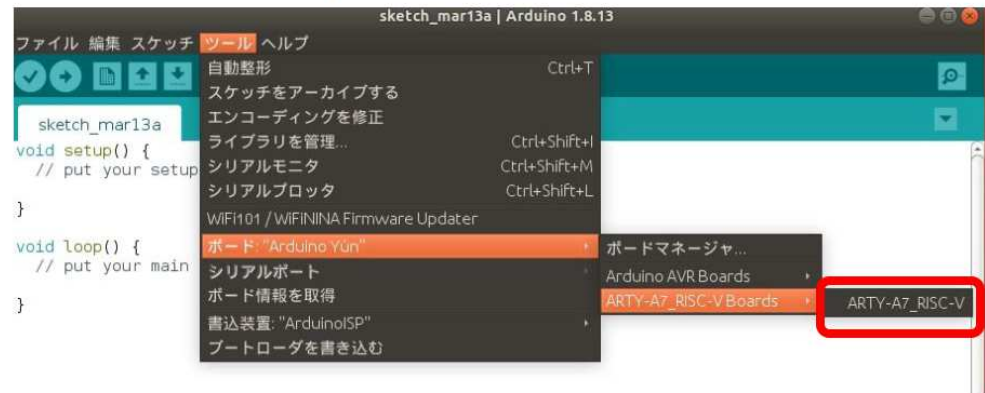 sketch_mar13a | Arduino 1.8.13
ファイル 編集 スケッチ ツール ヘルプ
sketch_mar13a
void setup() {
// put your setup
}
void loop() {
// put your main
}
自動整形 Ctrl+T
スケッチをアーカイブする
エンコーディングを修正
ライブラリを管理... Ctrl+Shift+I
シリアルモニタ Ctrl+Shift+M
シリアルプロッタ Ctrl+Shift+L
WiFi101 / WiFiNINA Firmware Updater
ボード: "Arduino Yún"
シリアルポート
ボード情報を取得
書込装置: "ArduinoISP"
ブートローダを書き込む
ボードマネージャ...
Arduino AVR Boards
ARTY-A7_RISC-V Boards
ARTY-A7_RISC-V